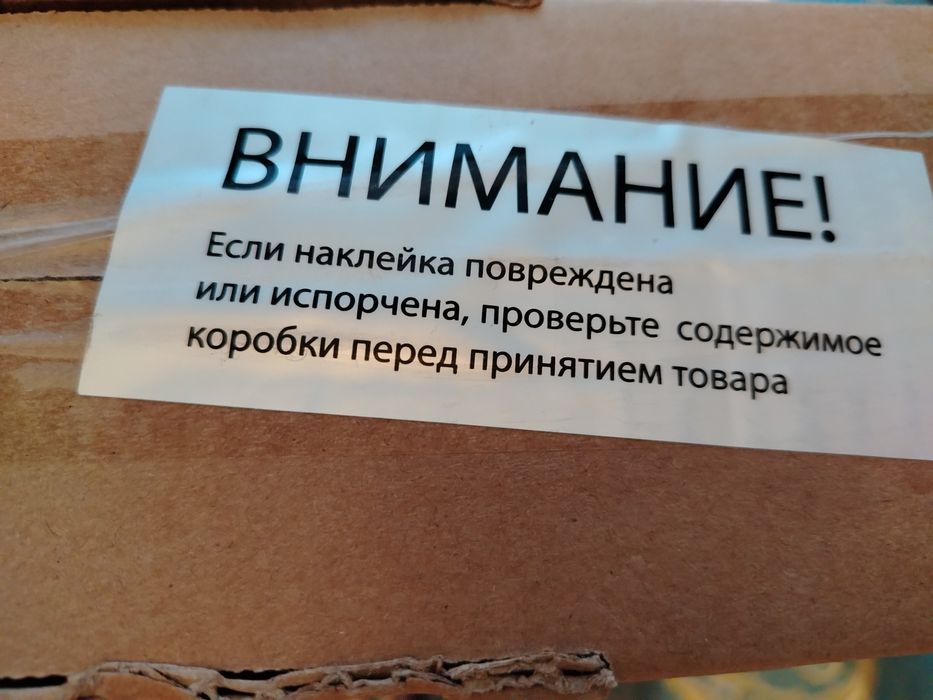 ВНИМАНИЕ!
Если наклейка повреждена
или испорчена, проверьте содержимое
коробки перед принятием товара